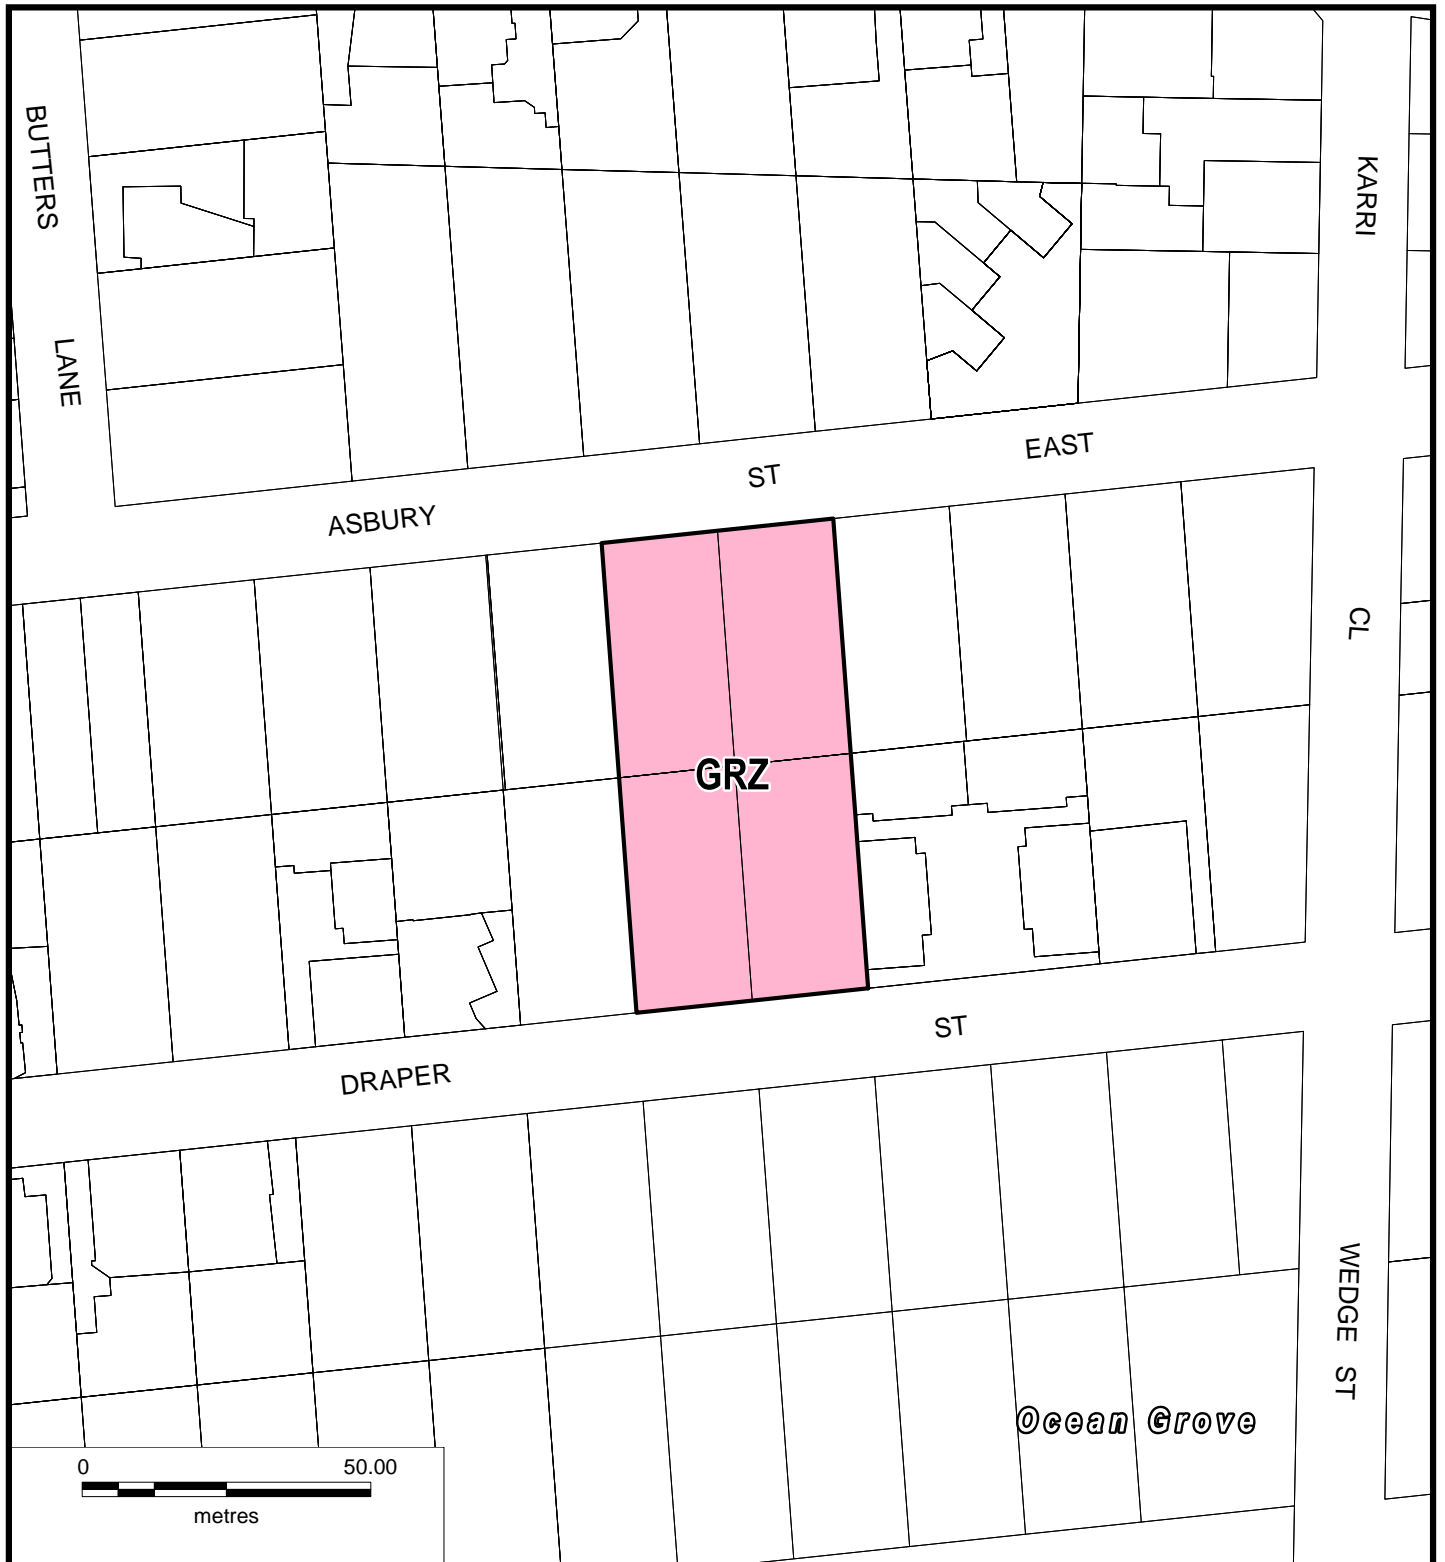 BUTTERS
LANE
KARRI
CL
ASBURY ST EAST
GRZ
DRAPER ST
WEDGE ST
Ocean Grove
0 50.00
metres